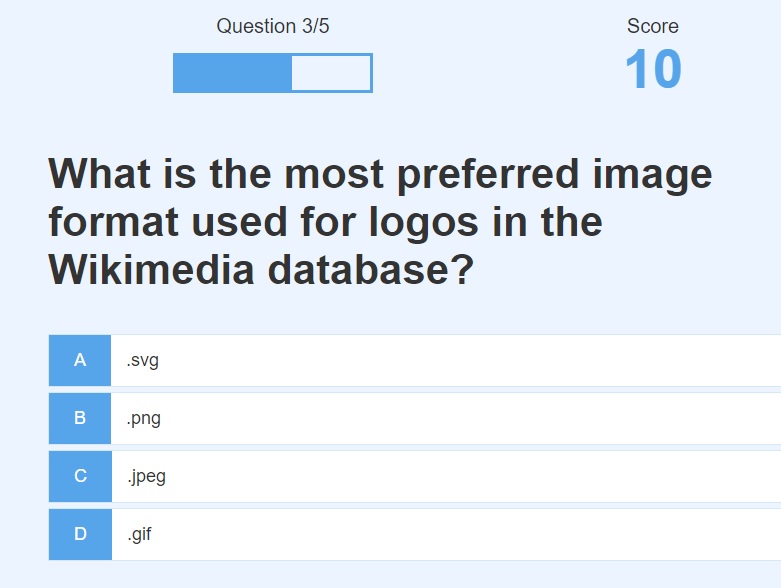 Question 3/5
Score
10
What is the most preferred image
format used for logos in the
Wikimedia database?
A .svg
B .png
C .jpeg
D .gif